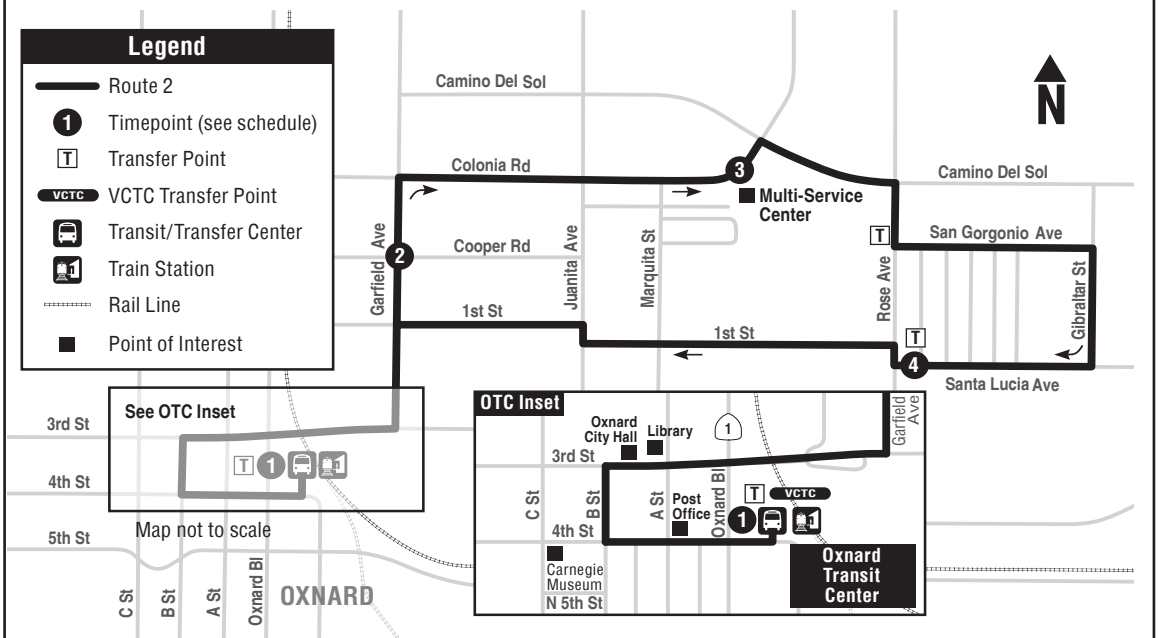 Legend
Route 2
1 Timepoint (see schedule)
T Transfer Point
VCTC VCTC Transfer Point
Transit/Transfer Center
Train Station
Rail Line
Point of Interest
N
Camino Del Sol
Colonia Rd
3
Multi-Service
Center
Camino Del Sol
Garfield Ave
2
Cooper Rd
Juanita Ave
Marquita St
T
Rose Ave
San Gorgonio Ave
Gibraltar St
1st St
1st St
T
4
Santa Lucia Ave
See OTC Inset
3rd St
T 1
4th St
Map not to scale
5th St
C St
B St
A St
Oxnard Bl
OXNARD
OTC Inset
Oxnard
City Hall
Library
1
Garfield
Ave
3rd St
C St
B St
A St
Oxnard Bl
Post
Office
T VCTC
1
4th St
Carnegie
Museum
N 5th St
Oxnard
Transit
Center